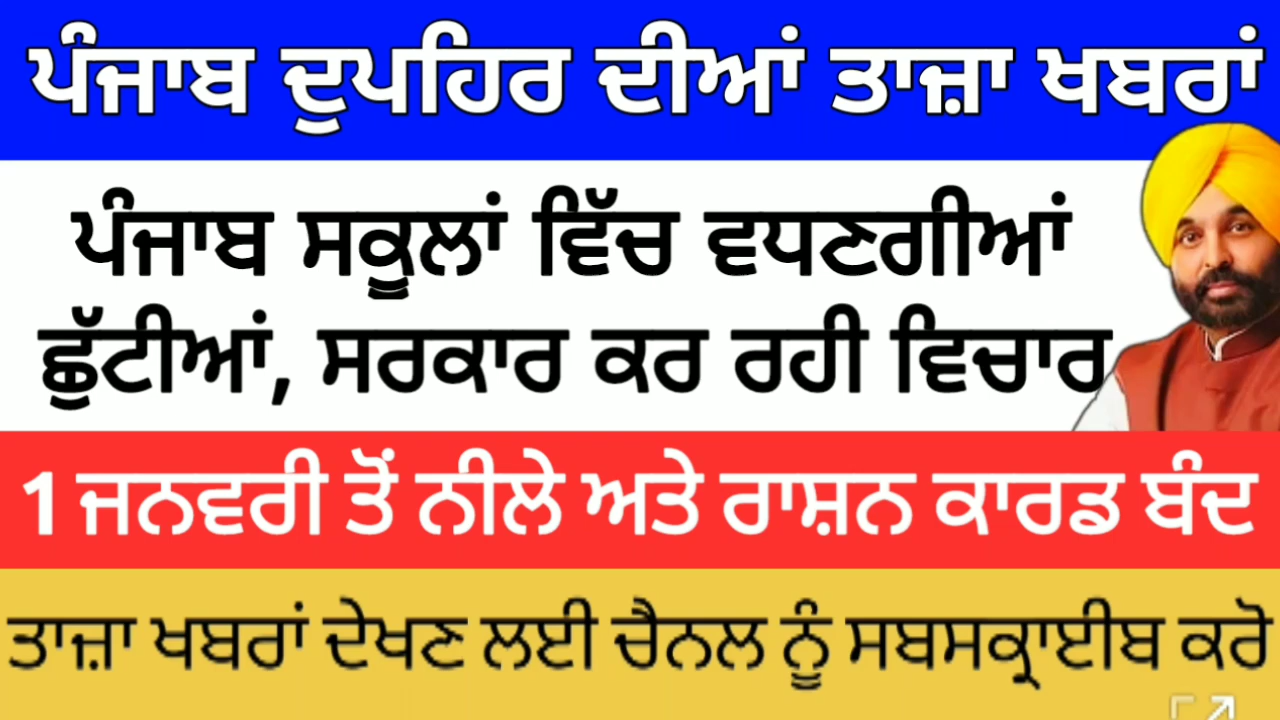 ਪੰਜਾਬ ਦੁਪਹਿਰ ਦੀਆਂ ਤਾਜ਼ਾ ਖਬਰਾਂ
ਪੰਜਾਬ ਸਕੂਲਾਂ ਵਿੱਚ ਵਧਣਗੀਆਂ
ਛੁੱਟੀਆਂ, ਸਰਕਾਰ ਕਰ ਰਹੀ ਵਿਚਾਰ
1 ਜਨਵਰੀ ਤੋਂ ਨੀਲੇ ਅਤੇ ਰਾਸ਼ਨ ਕਾਰਡ ਬੰਦ
ਤਾਜ਼ਾ ਖਬਰਾਂ ਦੇਖਣ ਲਈ ਚੈਨਲ ਨੂੰ ਸਬਸਕ੍ਰਾਈਬ ਕਰੋ